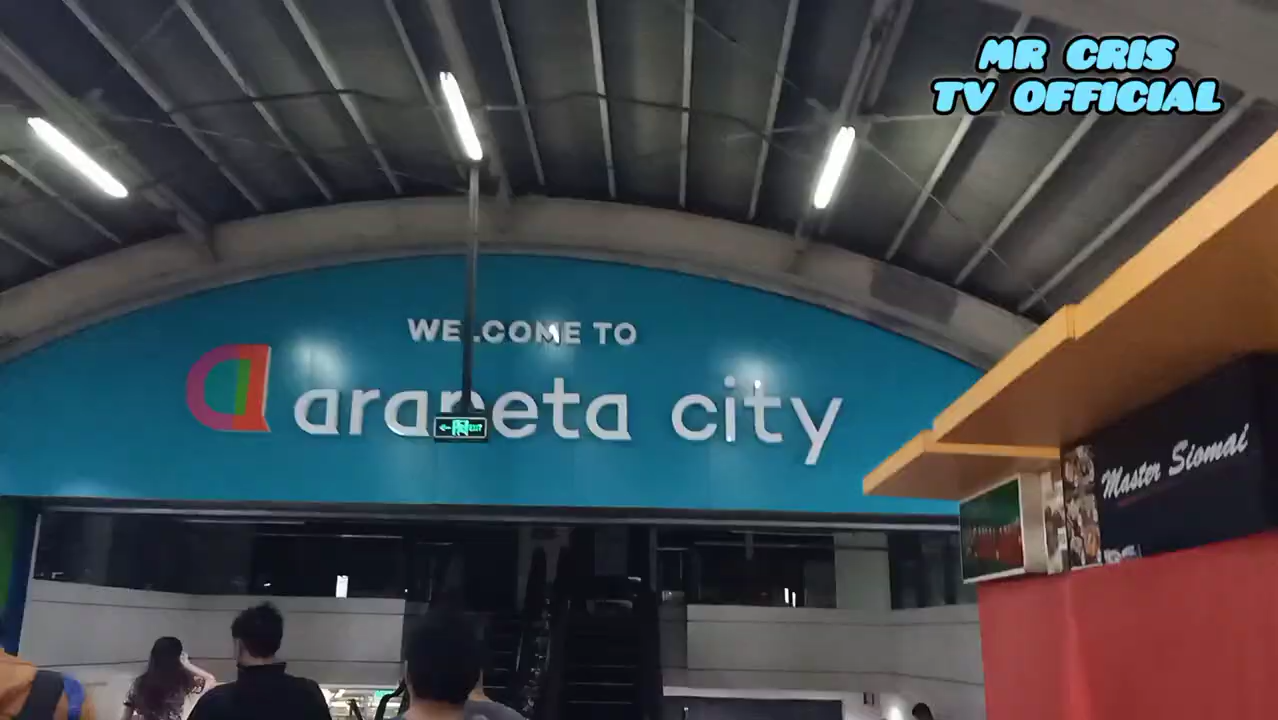 MR CRIS
TV OFFICIAL
WELCOME TO
araneta city
EXIT
Master Siomai